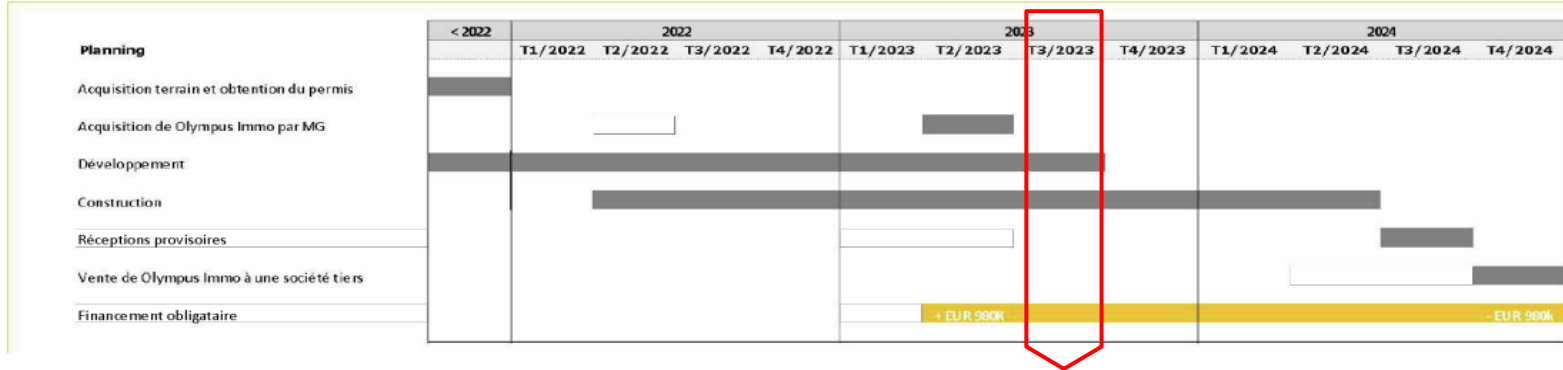 < 2022 2022 2023 2024
Planning T1/2022 T2/2022 T3/2022 T4/2022 T1/2023 T2/2023 T3/2023 T4/2023 T1/2024 T2/2024 T3/2024 T4/2024
Acquisition terrain et obtention du permis
Acquisition de Olympus Immo par MG
Développement
Construction
Réceptions provisoires
Vente de Olympus Immo à une société tiers
Financement obligataire + EUR 980K - EUR 980k